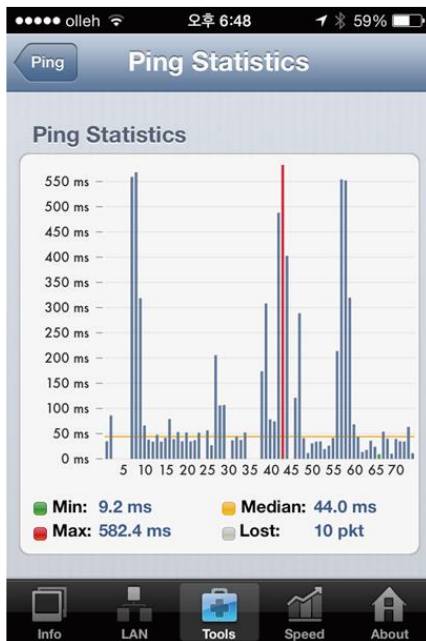 olleh 오후 6:48 59%
Ping Ping Statistics
Ping Statistics
550 ms
500 ms
450 ms
400 ms
350 ms
300 ms
250 ms
200 ms
150 ms
100 ms
50 ms
0 ms
5 10 15 20 25 30 35 40 45 50 55 60 65 70
Min: 9.2 ms Median: 44.0 ms
Max: 582.4 ms Lost: 10 pkt
Info LAN Tools Speed About